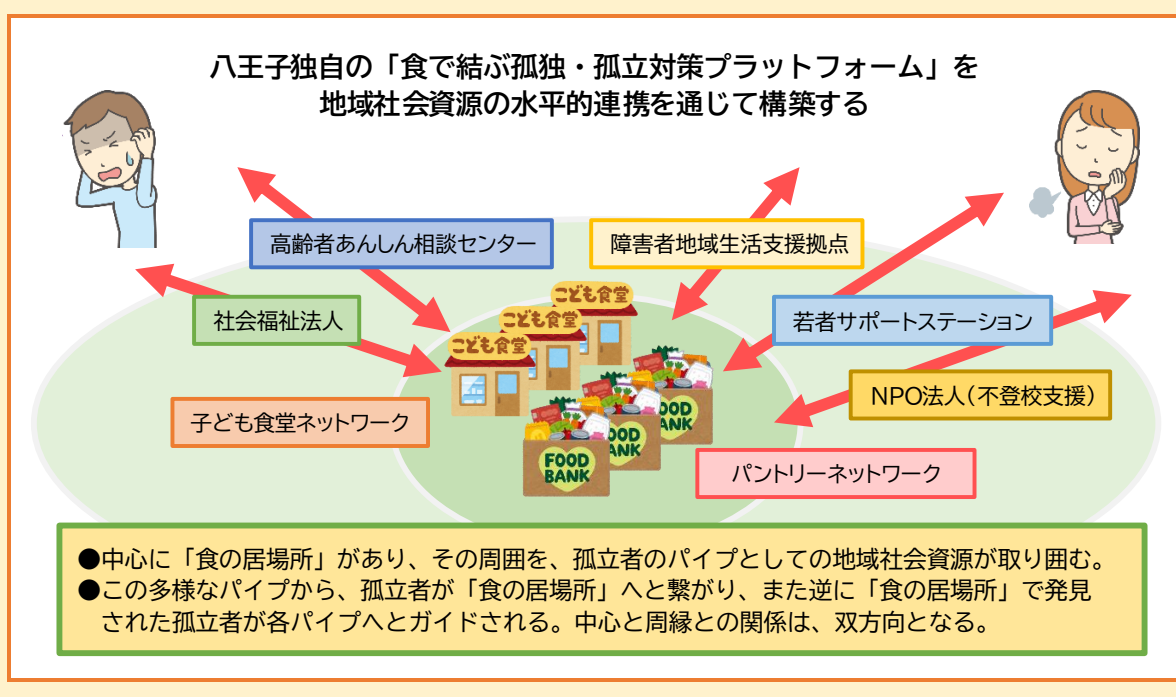 八王子独自の「食で結ぶ孤独・孤立対策プラットフォーム」を
地域社会資源の水平的連携を通じて構築する
高齢者あんしん相談センター
障害者地域生活支援拠点
社会福祉法人
こども食堂
こども食堂
こども食堂
若者サポートステーション
子ども食堂ネットワーク
NPO法人(不登校支援)
FOOD
BANK
OOD
ANK
OOD
ANK
パントリーネットワーク
●中心に「食の居場所」があり、その周囲を、孤立者のパイプとしての地域社会資源が取り囲む。
●この多様なパイプから、孤立者が「食の居場所」へと繋がり、また逆に「食の居場所」で発見
された孤立者が各パイプへとガイドされる。中心と周縁との関係は、双方向となる。